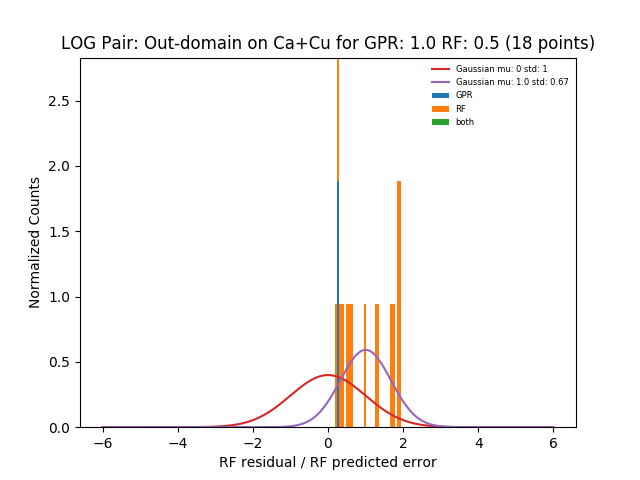 LOG Pair: Out-domain on Ca+Cu for GPR: 1.0 RF: 0.5 (18 points)
Gaussian mu: 0 std: 1
Gaussian mu: 1.0 std: 0.67
GPR
RF
both
Normalized Counts
2.5
2.0
1.5
1.0
0.5
0.0
−6 −4 −2 0 2 4 6
RF residual / RF predicted error